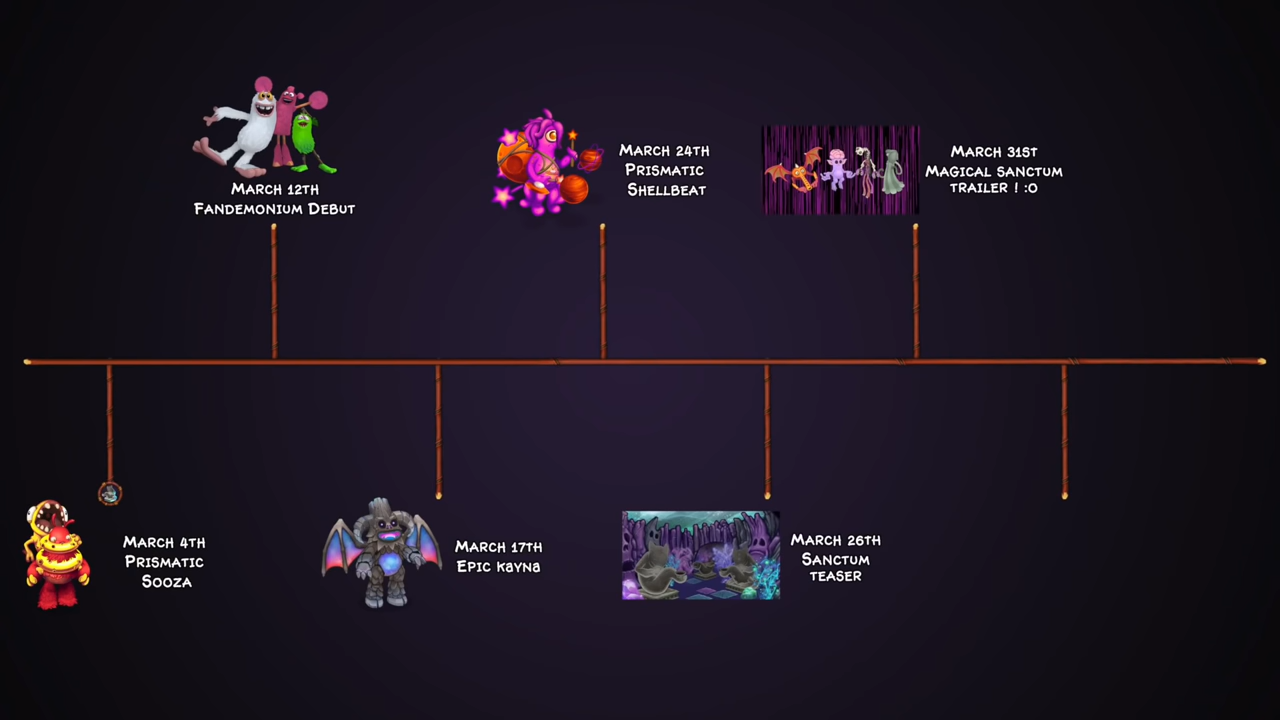 March 12th
Fandemonium Debut
March 24th
Prismatic
Shellbeat
March 31st
Magical Sanctum
trailer ! :O
March 4th
Prismatic
Sooza
March 17th
Epic Kayna
March 26th
Sanctum
teaser